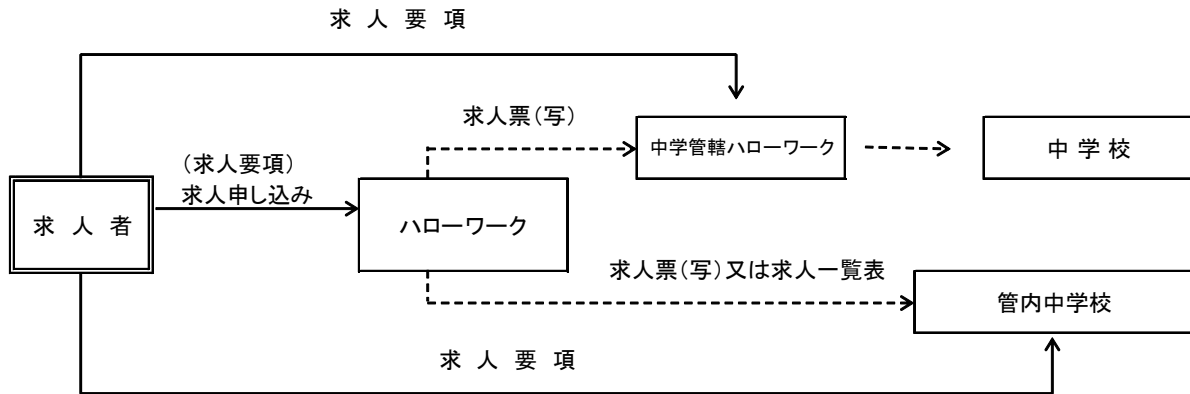 求 人 要 項
求人票(写)
中学管轄ハローワーク
中 学 校
(求人要項)
求人申し込み
求 人 者
ハローワーク
求人票(写)又は求人一覧表
管内中学校
求 人 要 項